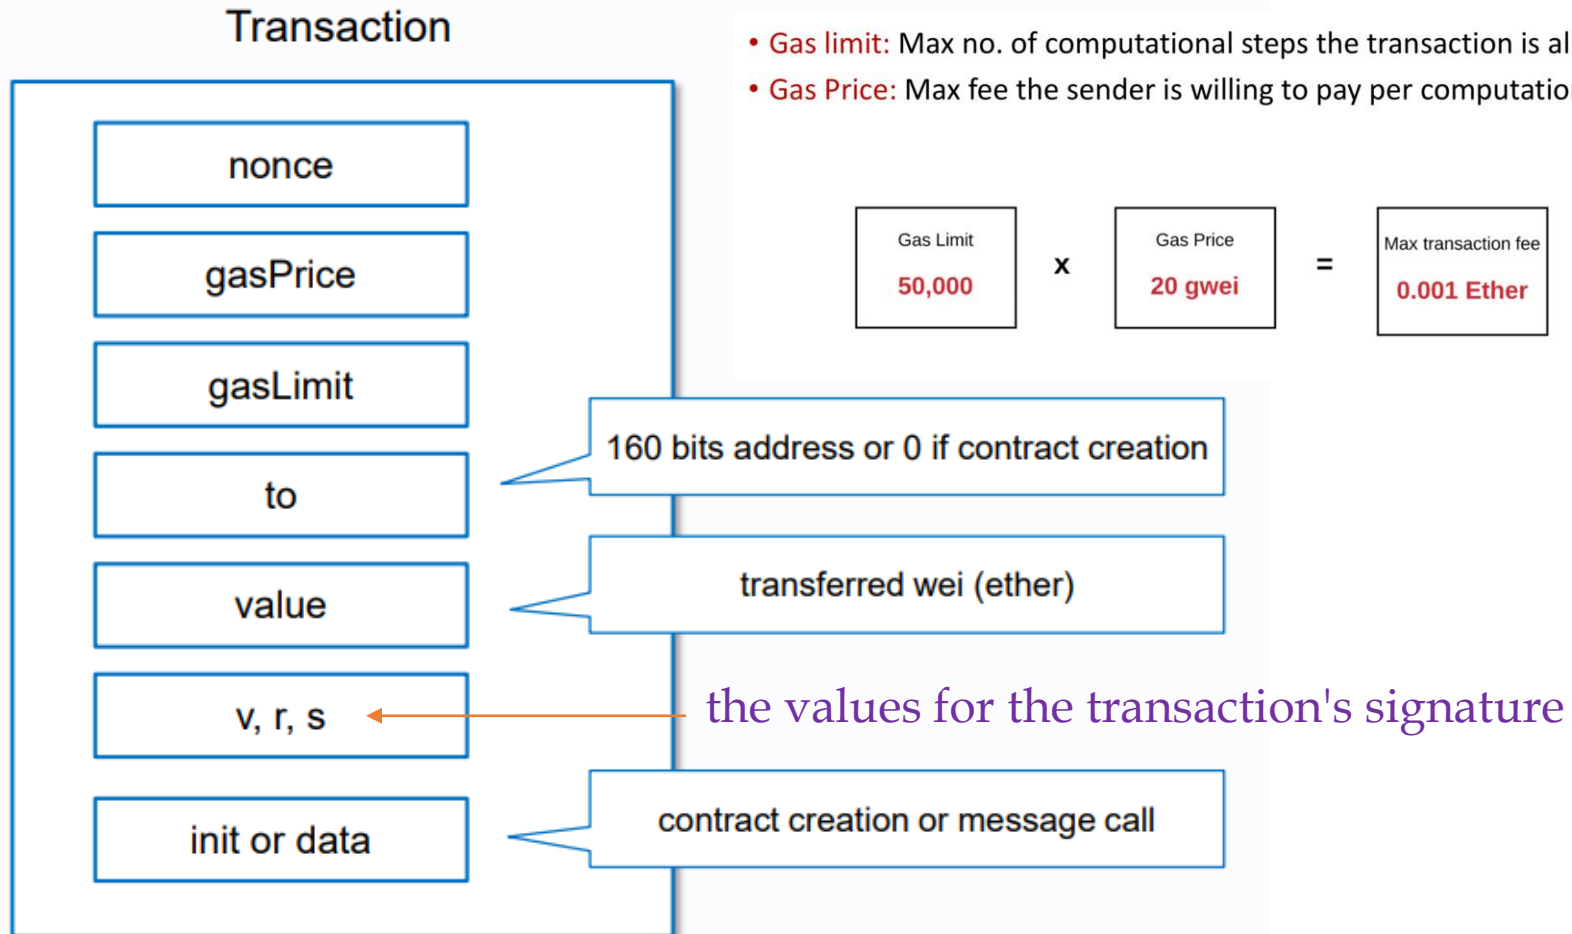 Transaction
• Gas limit: Max no. of computational steps the transaction is al
• Gas Price: Max fee the sender is willing to pay per computation
nonce
gasPrice
gasLimit
to
value
v, r, s
init or data
Gas Limit
50,000
x
Gas Price
20 gwei
=
Max transaction fee
0.001 Ether
160 bits address or 0 if contract creation
transferred wei (ether)
the values for the transaction's signature
contract creation or message call